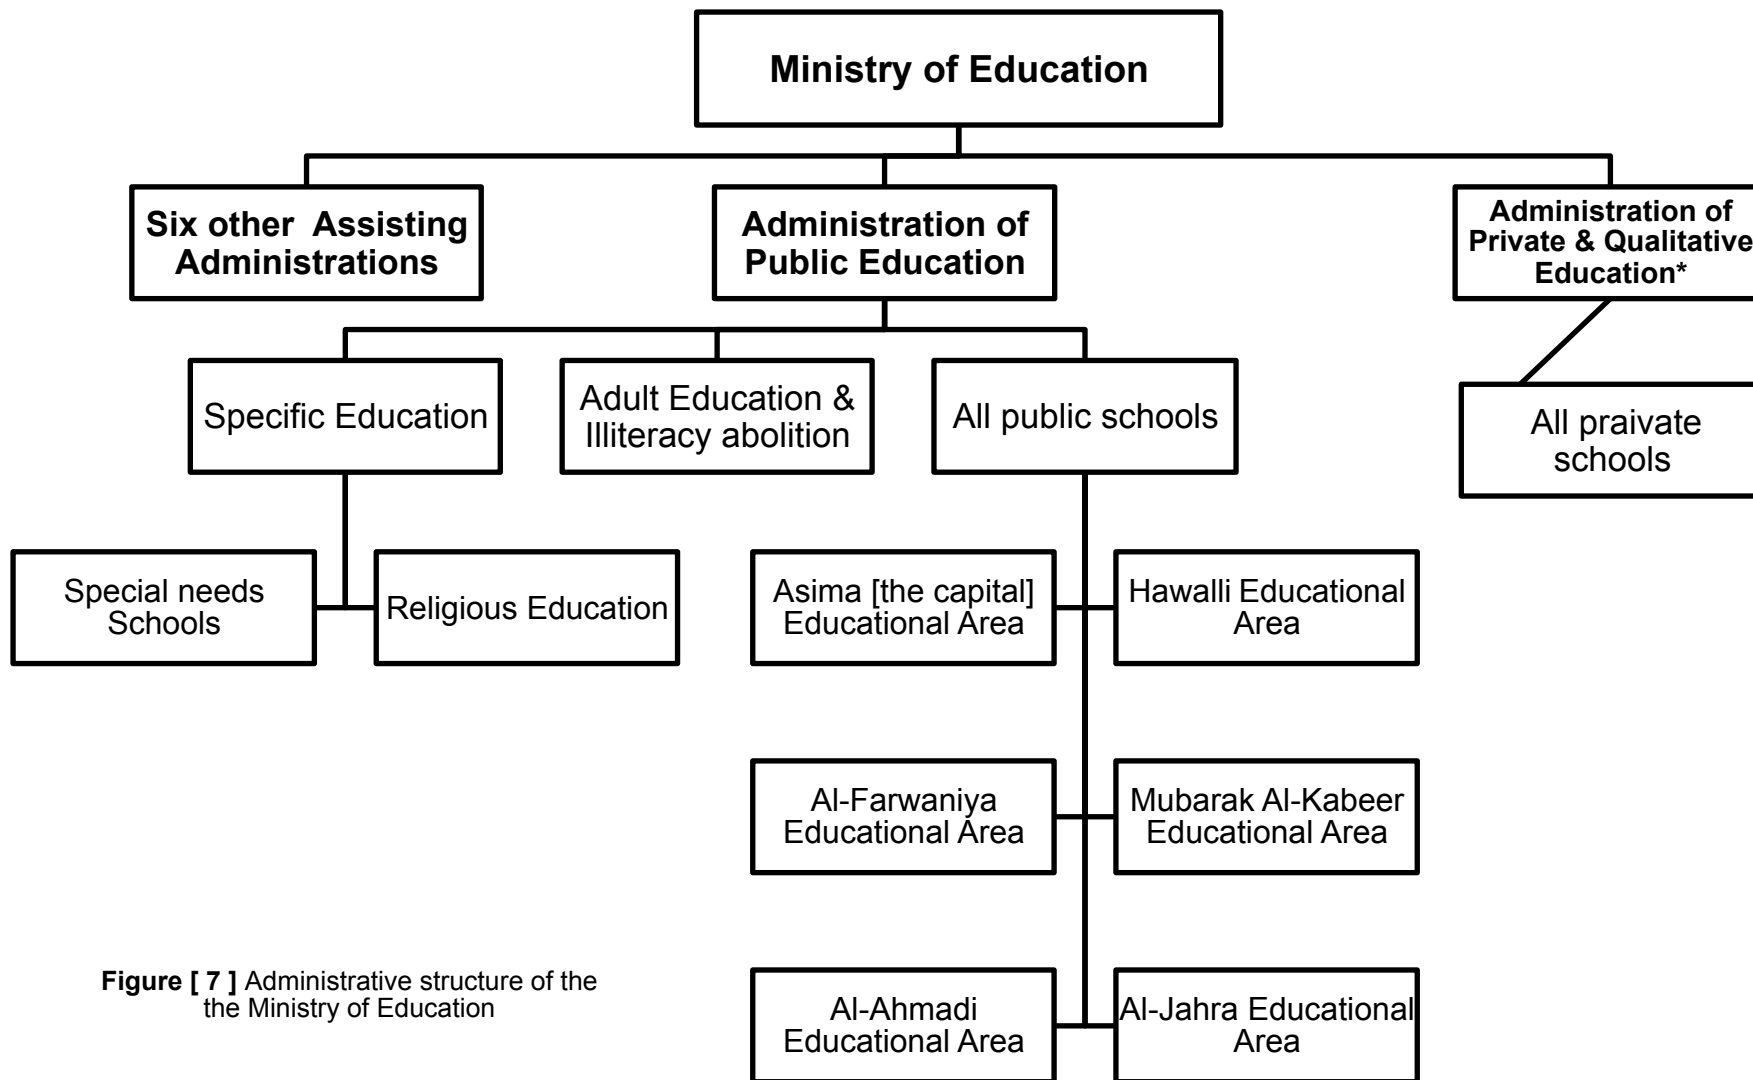 Ministry of Education
Six other  Assisting
Administrations
Administration of
Public Education
Administration of
Private & Qualitative
Education*
Specific Education
Adult Education &
Illiteracy abolition
All public schools
All praivate
schools
Special needs
Schools
Religious Education
Asima [the capital]
Educational Area
Hawalli Educational
Area
Al-Farwaniya
Educational Area
Mubarak Al-Kabeer
Educational Area
Al-Ahmadi
Educational Area
Al-Jahra Educational
Area
Figure [ 7 ] Administrative structure of the
the Ministry of Education